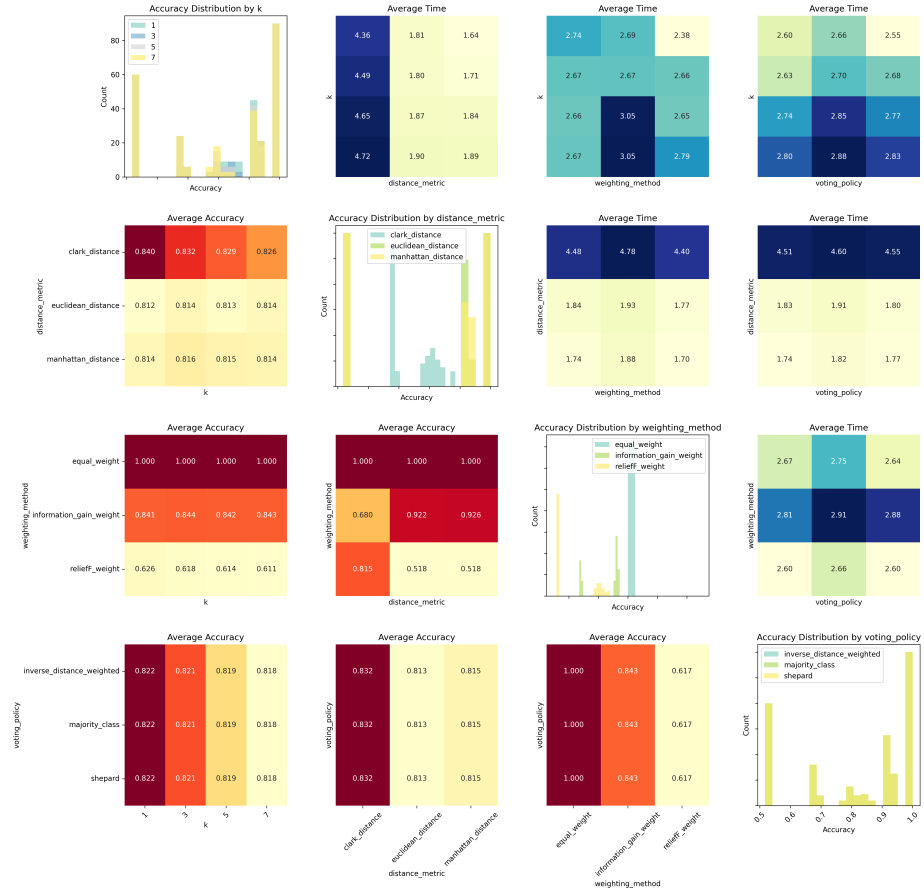 Accuracy Distribution by k
Average Time
Average Time
Average Time
80
60
40
20
0
Count
1
3
5
7
Accuracy
k
4.36 1.81 1.64
4.49 1.80 1.71
4.65 1.87 1.84
4.72 1.90 1.89
distance_metric
k
2.74 2.69 2.38
2.67 2.67 2.66
2.66 3.05 2.65
2.67 3.05 2.79
weighting_method
k
2.60 2.66 2.55
2.63 2.70 2.68
2.74 2.85 2.77
2.80 2.88 2.83
voting_policy
Average Accuracy
Accuracy Distribution by distance_metric
Average Time
Average Time
distance_metric
clark_distance 0.840 0.832 0.829 0.826
euclidean_distance 0.812 0.814 0.813 0.814
manhattan_distance 0.814 0.816 0.815 0.814
k
Count
clark_distance
euclidean_distance
manhattan_distance
Accuracy
distance_metric
4.48 4.78 4.40
1.84 1.93 1.77
1.74 1.88 1.70
weighting_method
distance_metric
4.51 4.60 4.55
1.83 1.91 1.80
1.74 1.82 1.77
voting_policy
Average Accuracy
Average Accuracy
Accuracy Distribution by weighting_method
Average Time
weighting_method
equal_weight 1.000 1.000 1.000 1.000
information_gain_weight 0.841 0.844 0.842 0.843
reliefF_weight 0.626 0.618 0.614 0.611
k
weighting_method
1.000 1.000 1.000
0.680 0.922 0.926
0.815 0.518 0.518
distance_metric
Count
equal_weight
information_gain_weight
reliefF_weight
Accuracy
weighting_method
2.67 2.75 2.64
2.81 2.91 2.88
2.60 2.66 2.60
voting_policy
Average Accuracy
Average Accuracy
Average Accuracy
Accuracy Distribution by voting_policy
voting_policy
inverse_distance_weighted 0.822 0.821 0.819 0.818
majority_class 0.822 0.821 0.819 0.818
shepard 0.822 0.821 0.819 0.818
1 3 5 7
k
voting_policy
0.832 0.813 0.815
0.832 0.813 0.815
0.832 0.813 0.815
clark_distance euclidean_distance manhattan_distance
distance_metric
voting_policy
1.000 0.843 0.617
1.000 0.843 0.617
1.000 0.843 0.617
equal_weight information_gain_weight reliefF_weight
weighting_method
Count
inverse_distance_weighted
majority_class
shepard
0.5 0.6 0.7 0.8 0.9 1.0
Accuracy